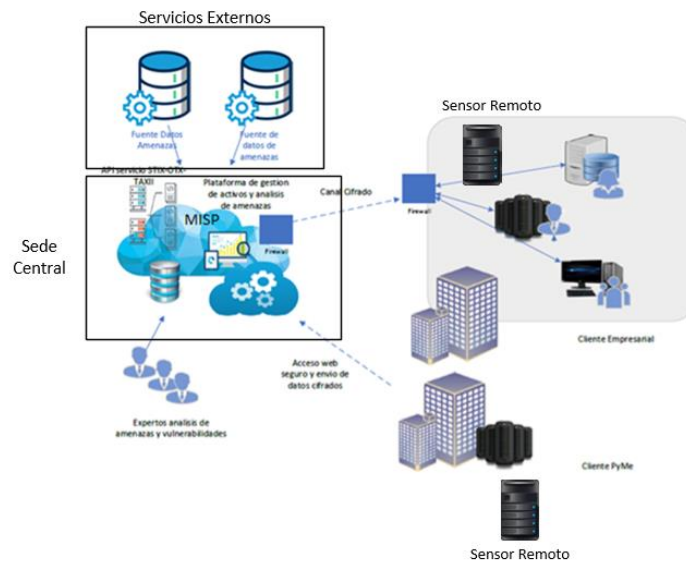 Servicios Externos
Fuente Datos
Amenazas
Fuente de
datos de
amenazas
API servicio STIX-OTX-
TAXII
Plataforma de gestion
de activos y analisis
de amenazas
MISP
Firewall
Sede
Central
Canal Cifrado
Sensor Remoto
Firewall
Cliente Empresarial
Acceso web
seguro y envio de
datos cifrados
Expertos analisis de
amenazas y vulnerabilidades
Cliente PyMe
Sensor Remoto